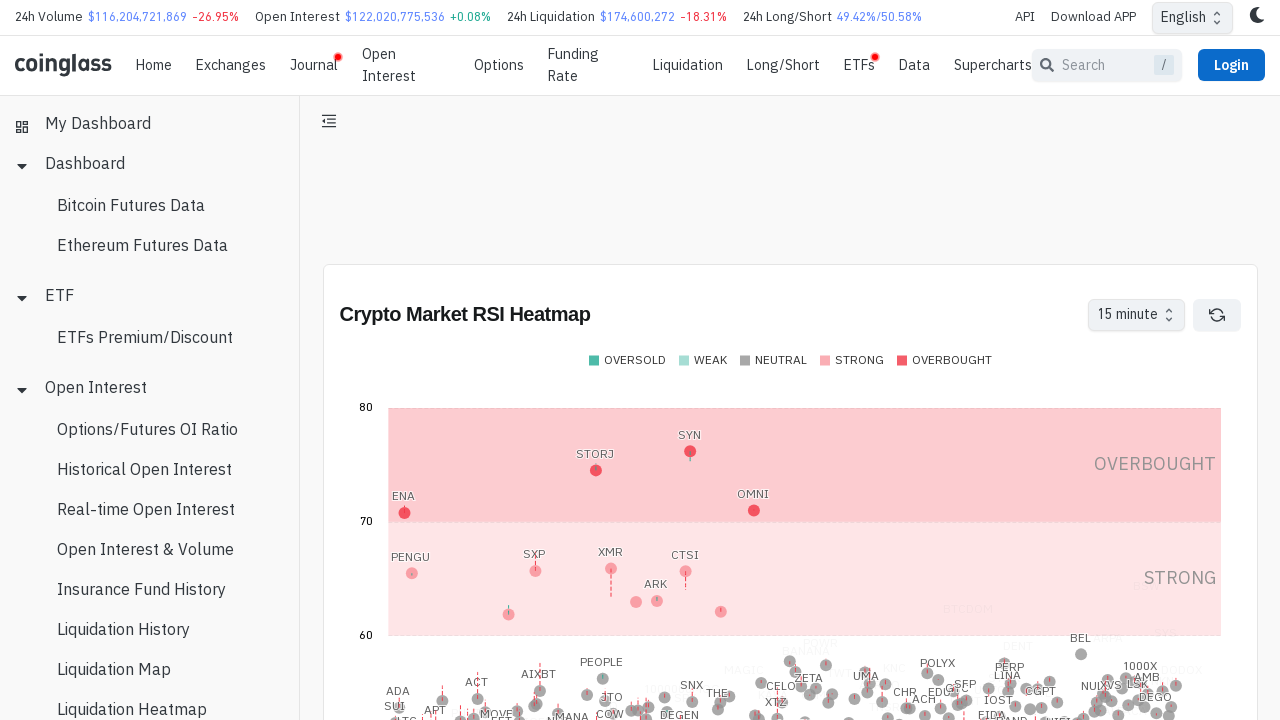 24h Volume $116,204,721,869 -26.95% Open Interest $122,020,775,536 +0.08% 24h Liquidation $174,600,272 -18.31% 24h Long/Short 49.42%/50.58% API Download APP English
coinglass Home Exchanges Journal Open Interest Options Funding Rate Liquidation Long/Short ETFs Data Supercharts Search / Login
My Dashboard
Dashboard
Bitcoin Futures Data
Ethereum Futures Data
ETF
ETFs Premium/Discount
Open Interest
Options/Futures OI Ratio
Historical Open Interest
Real-time Open Interest
Open Interest & Volume
Insurance Fund History
Liquidation History
Liquidation Map
Liquidation Heatmap
Crypto Market RSI Heatmap
15 minute
OVERSOLD WEAK NEUTRAL STRONG OVERBOUGHT
80
SYN
STORJ
OVERBOUGHT
ENA
OMNI
70
PENGU
SXP
XMR
CTSI
ARK
STRONG
BTCDOM
60
BEL
PEOPLE
POLYX
PERP
1000X
AIXBT
ACT
LINA
UMA
ZETA
AMB
LSK
SNX
CELO
SFP
GTC
NUIXVS
ADA
THE
CHR
CGPT
JTO
ACH
IOST
DEGO
SUI
XTZ
APT
MOVE
MANA
COW
DEGEN